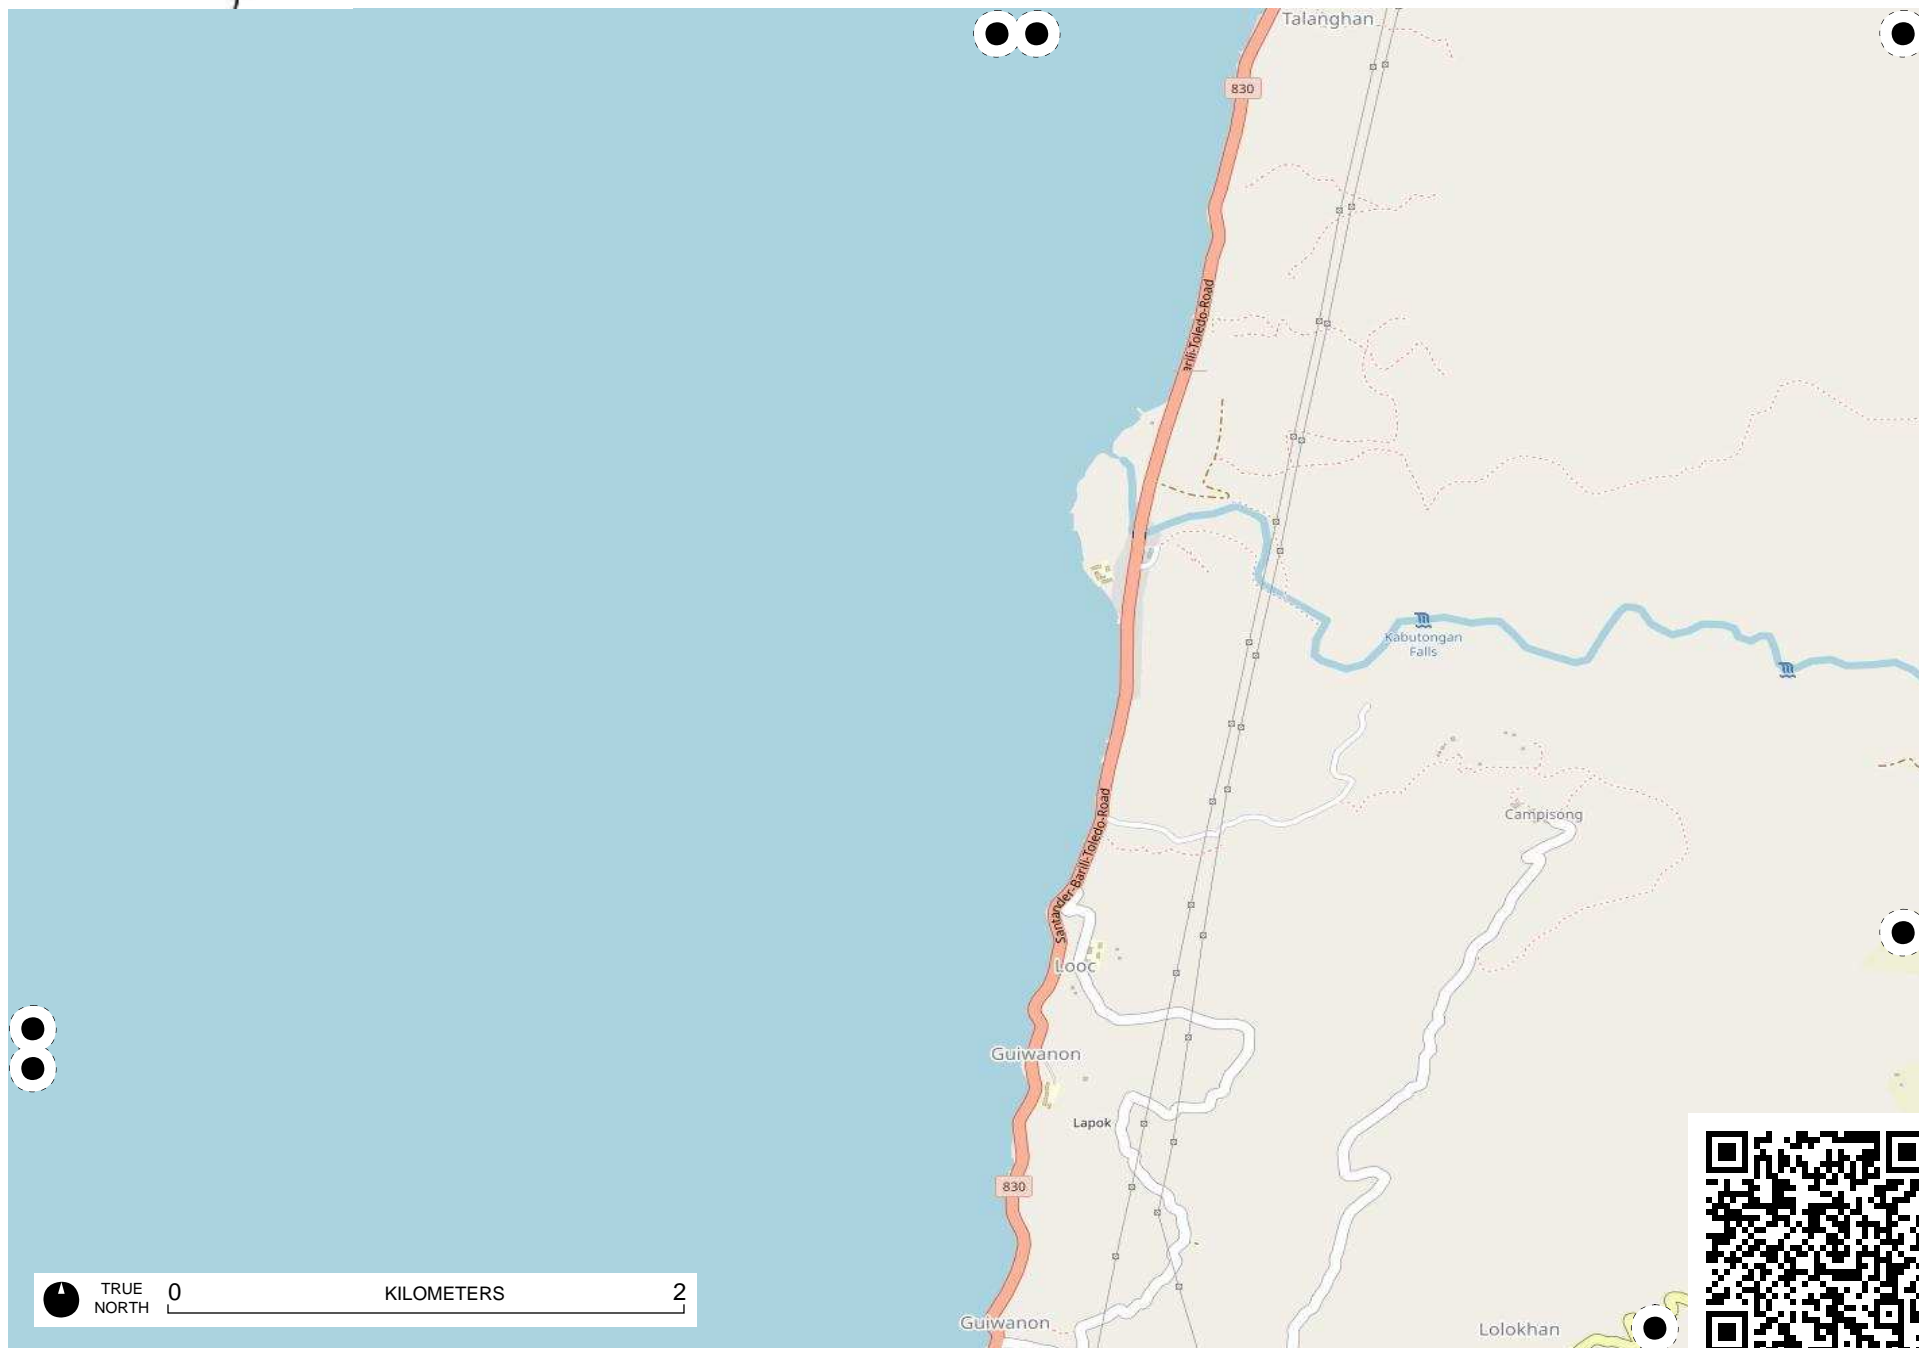 Talanghan
830
arili-Toledo-Road
Kabutongan
Falls
Campisong
Santander-Barili-Toledo-Road
Looc
Guiwanon
Lapok
830
TRUE
NORTH
0 KILOMETERS 2
Guiwanon
Lolokhan